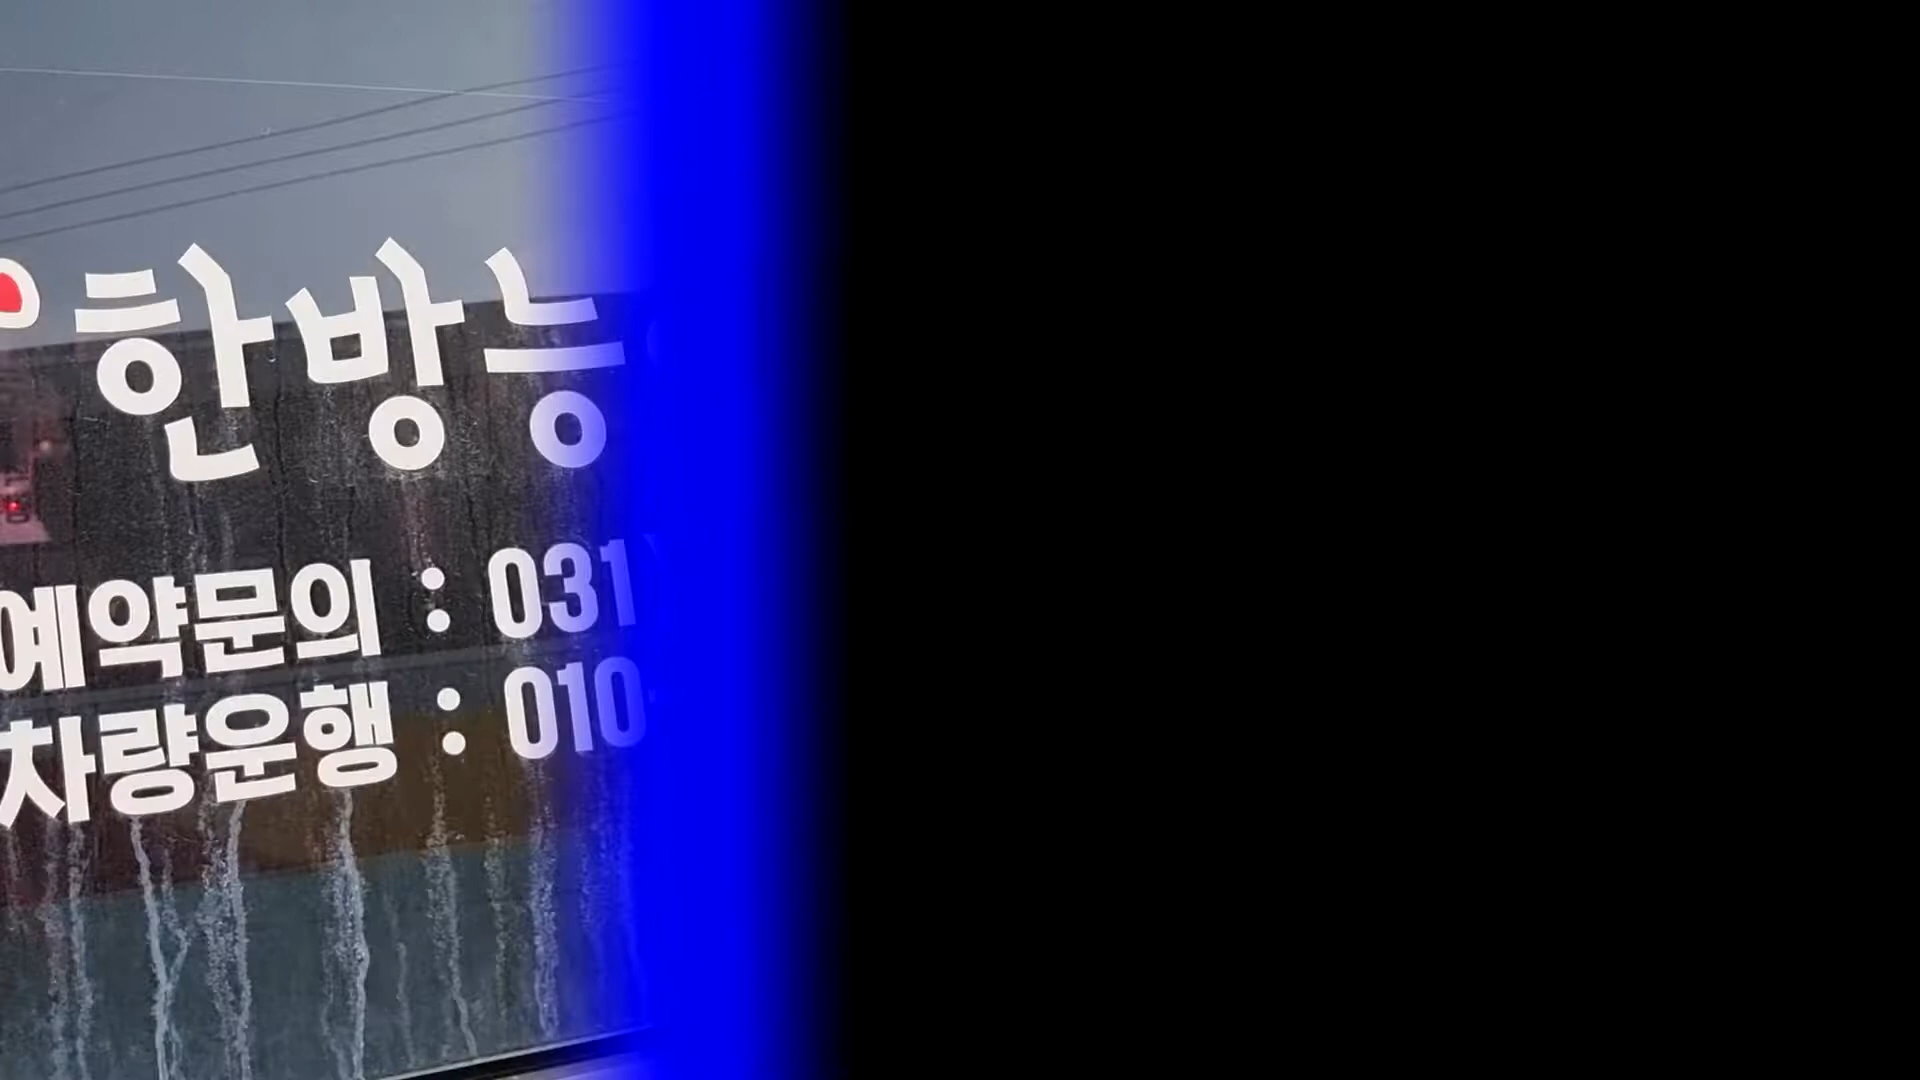 한방능
예약문의 : 031
차량운행 : 010-